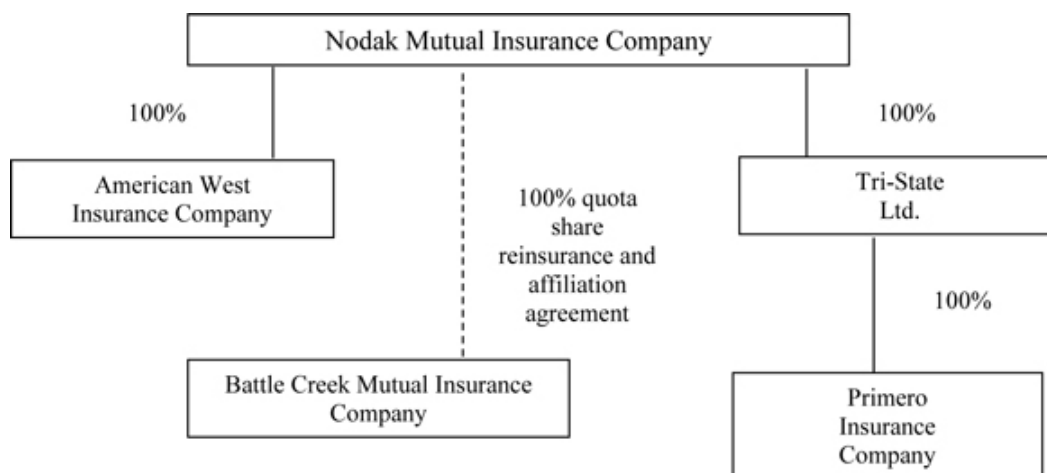 Nodak Mutual Insurance Company
100%
100%
American West
Insurance Company
Tri-State
Ltd.
100% quota
share
reinsurance and
affiliation
agreement
100%
Battle Creek Mutual Insurance
Company
Primero
Insurance
Company